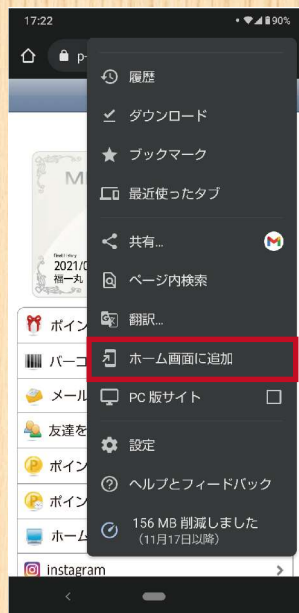 17:22
90%
p-
履歴
ダウンロード
ブックマーク
最近使ったタブ
共有...
ページ内検索
翻訳...
ホーム画面に追加
PC 版サイト
設定
ヘルプとフィードバック
156 MB 削減しました
（11月17日以降）
2021/0
福一丸
ポイン
バーコ
メール
友達を
ポイン
ポイン
ホーム
instagram